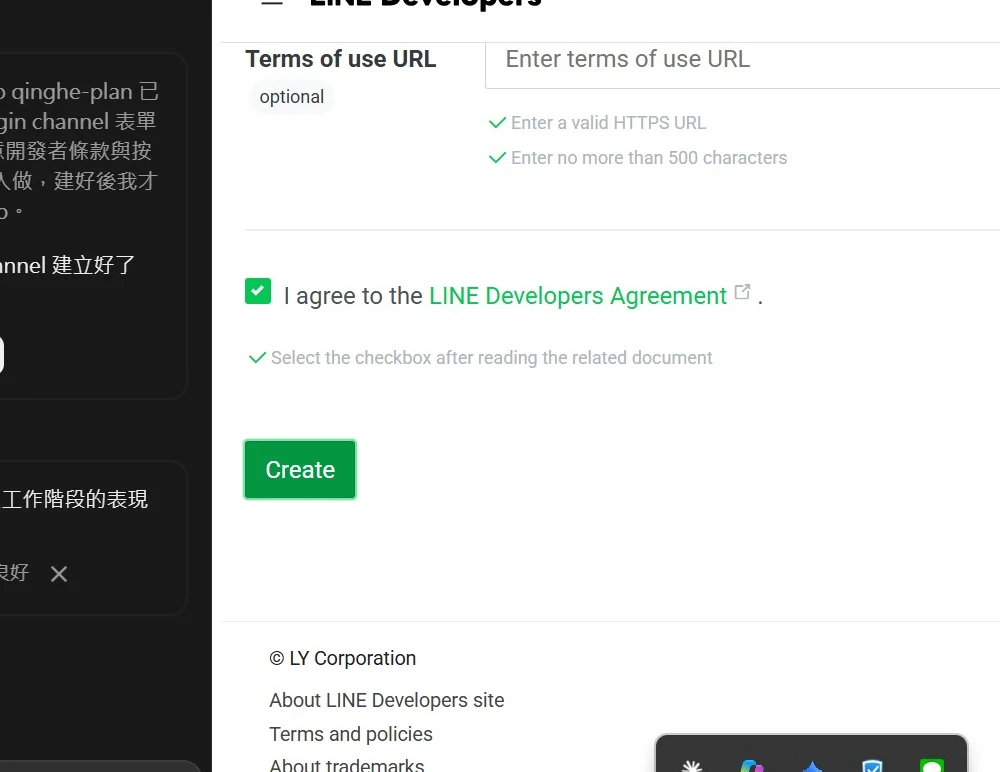 LINE Developers
qinghe-plan 已
gin channel 表單
開發者條款與按
人做，建好後我才
。
nnel 建立好了
工作階段的表現
良好
Terms of use URL
optional
Enter terms of use URL
Enter a valid HTTPS URL
Enter no more than 500 characters
I agree to the LINE Developers Agreement .
Select the checkbox after reading the related document
Create
© LY Corporation
About LINE Developers site
Terms and policies
About trademarks